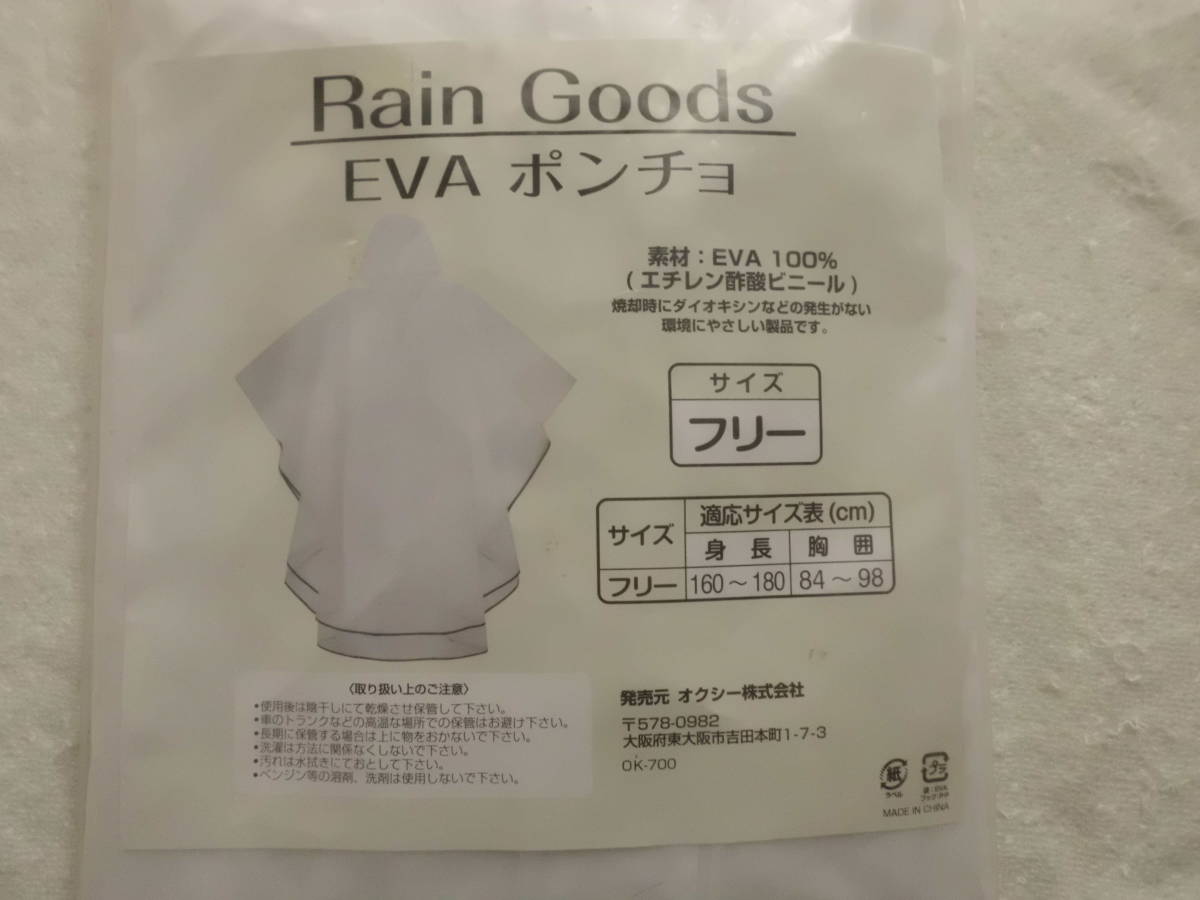 Rain Goods
EVA ポンチョ
素材：EVA 100%
( エチレン酢酸ビニール )
焼却時にダイオキシンなどの発生がない
環境にやさしい製品です。
サイズ
フリー
サイズ 適応サイズ表 (cm)
身 長 胸 囲
フリー 160～180 84～98
〈取り扱い上のご注意〉
•使用後は陰干しにて乾燥させ保管して下さい。
•車のトランクなどの高温な場所での保管はお避け下さい。
•長期に保管する場合は上に物をおかないで下さい。
•洗濯は方法に関係なくしないで下さい。
•汚れは水拭きにておとして下さい。
•ベンジン等の溶剤、洗剤は使用しないで下さい。
発売元 オクシー株式会社
〒578-0982
大阪府東大阪市吉田本町1-7-3
OK-700
紙
ラベル
プラ
袋：EVA
フック：PP
MADE IN CHINA